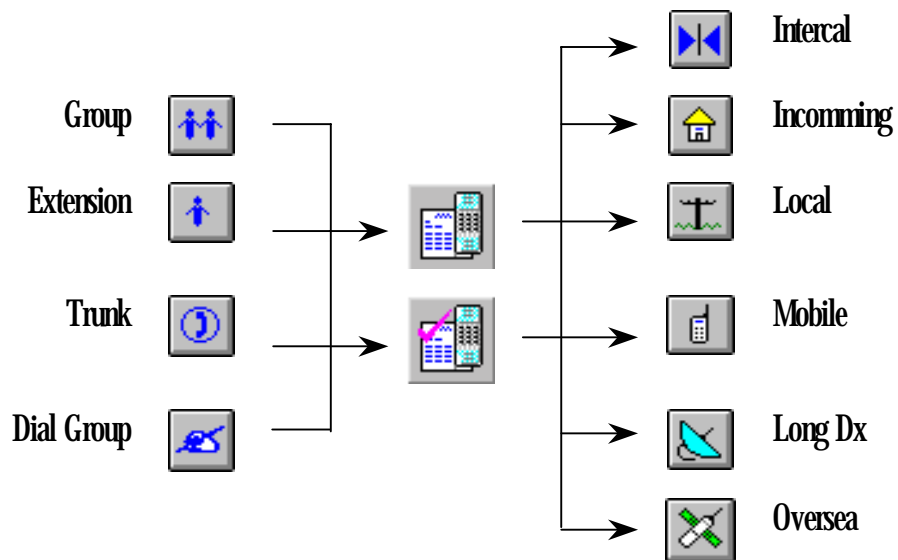 Group
Extension
Trunk
Dial Group
Intercal
Incomming
Local
Mobile
Long Dx
Oversea